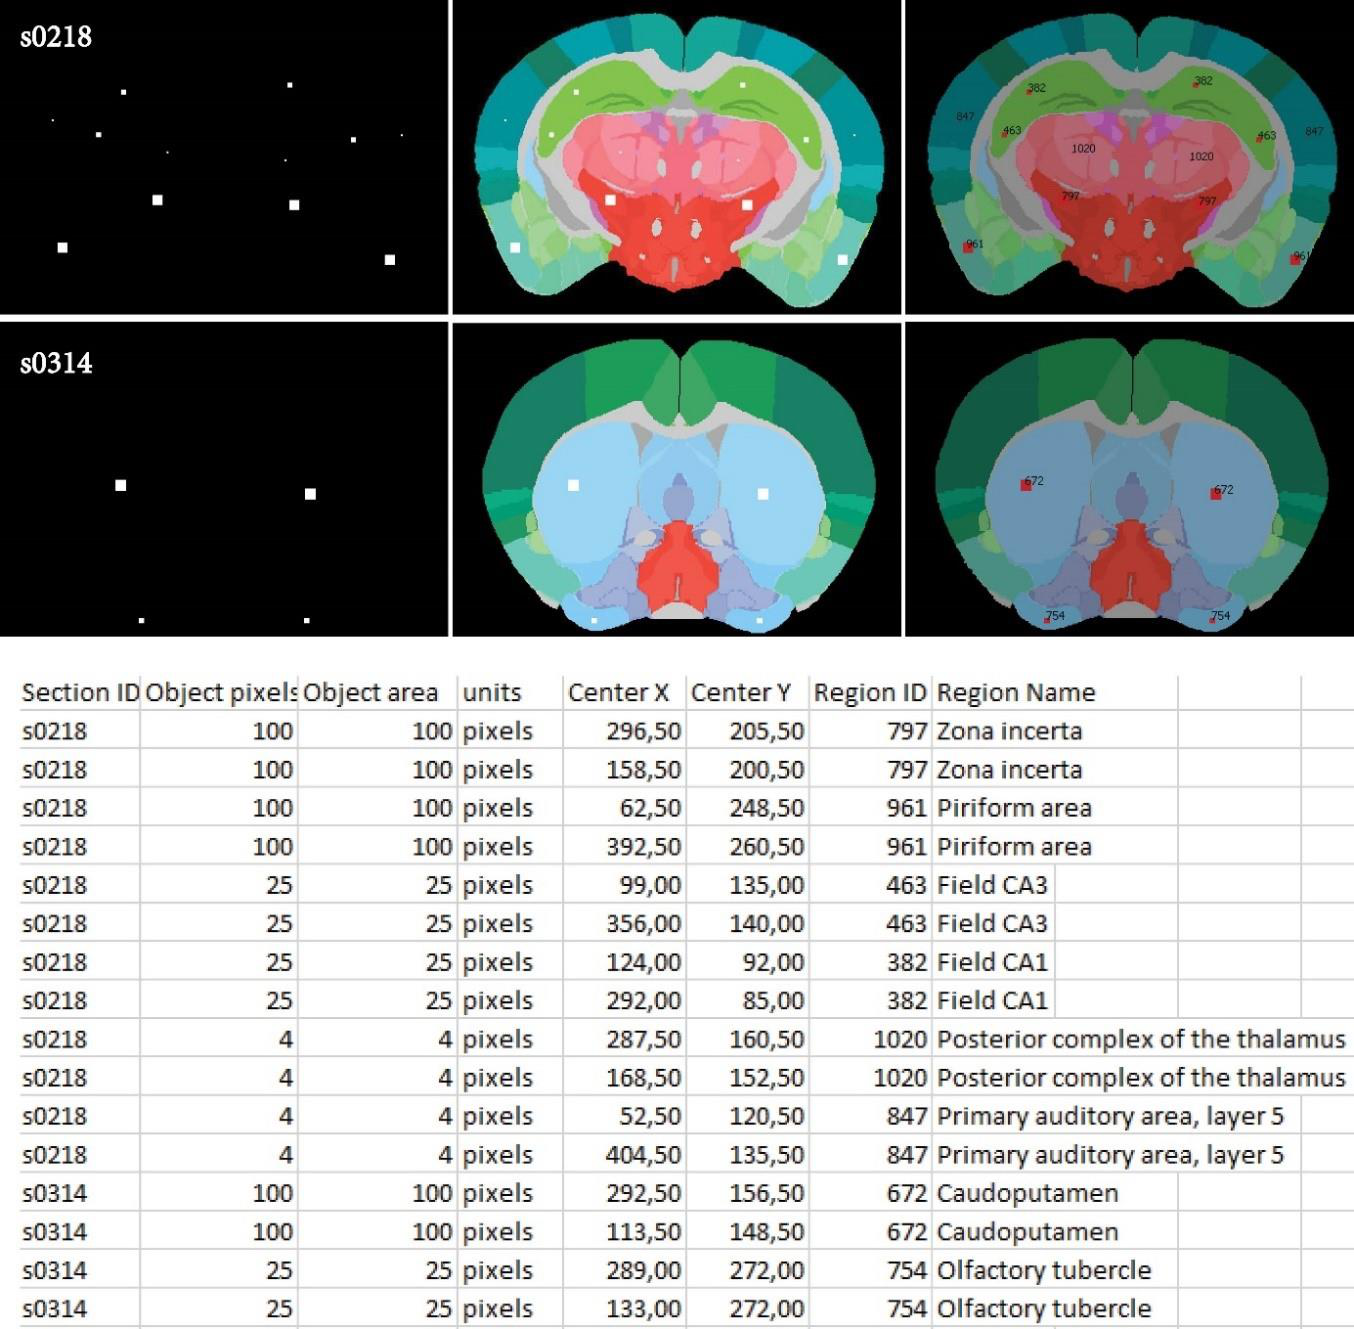 s0218
382
382
847
847
463
463
1020
1020
797
797
961
961
s0314
672
672
754
754
Section ID Object pixels Object area units Center X Center Y Region ID Region Name
s0218 100 100 pixels 296,50 205,50 797 Zona incerta
s0218 100 100 pixels 158,50 200,50 797 Zona incerta
s0218 100 100 pixels 62,50 248,50 961 Piriform area
s0218 100 100 pixels 392,50 260,50 961 Piriform area
s0218 25 25 pixels 99,00 135,00 463 Field CA3
s0218 25 25 pixels 356,00 140,00 463 Field CA3
s0218 25 25 pixels 124,00 92,00 382 Field CA1
s0218 25 25 pixels 292,00 85,00 382 Field CA1
s0218 4 4 pixels 287,50 160,50 1020 Posterior complex of the thalamus
s0218 4 4 pixels 168,50 152,50 1020 Posterior complex of the thalamus
s0218 4 4 pixels 52,50 120,50 847 Primary auditory area, layer 5
s0218 4 4 pixels 404,50 135,50 847 Primary auditory area, layer 5
s0314 100 100 pixels 292,50 156,50 672 Caudoputamen
s0314 100 100 pixels 113,50 148,50 672 Caudoputamen
s0314 25 25 pixels 289,00 272,00 754 Olfactory tubercle
s0314 25 25 pixels 133,00 272,00 754 Olfactory tubercle